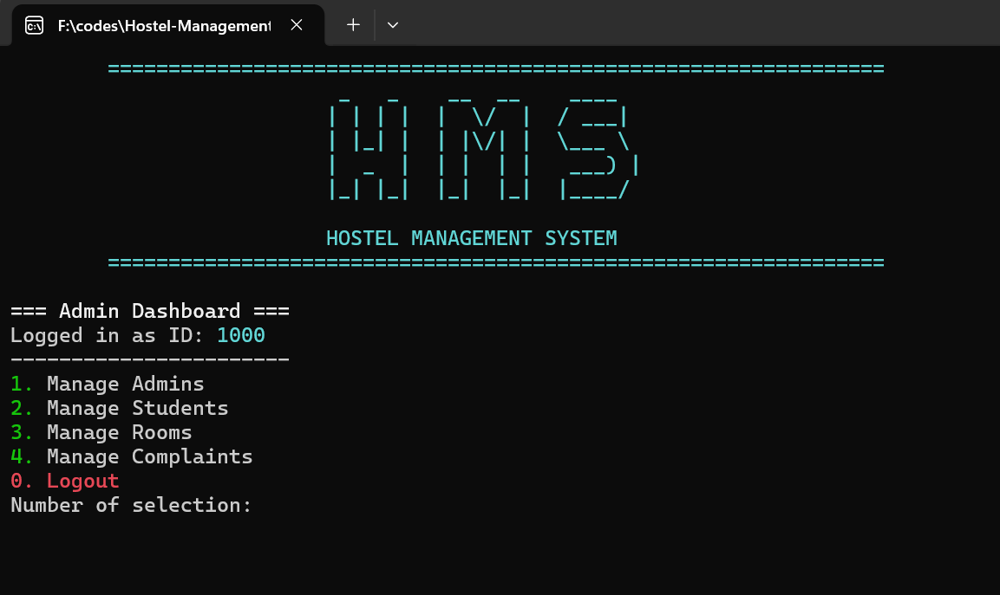 F:\codes\Hostel-Management
================================================================
 _   _    __  __    ____
| | | |  |  \/  |  / ___|
| |_| |  | |\/| |  \___ \
|  _  |  | |  | |   ___) |
|_| |_|  |_|  |_|  |____/
HOSTEL MANAGEMENT SYSTEM
================================================================
=== Admin Dashboard ===
Logged in as ID: 1000
-----------------------
1. Manage Admins
2. Manage Students
3. Manage Rooms
4. Manage Complaints
0. Logout
Number of selection: